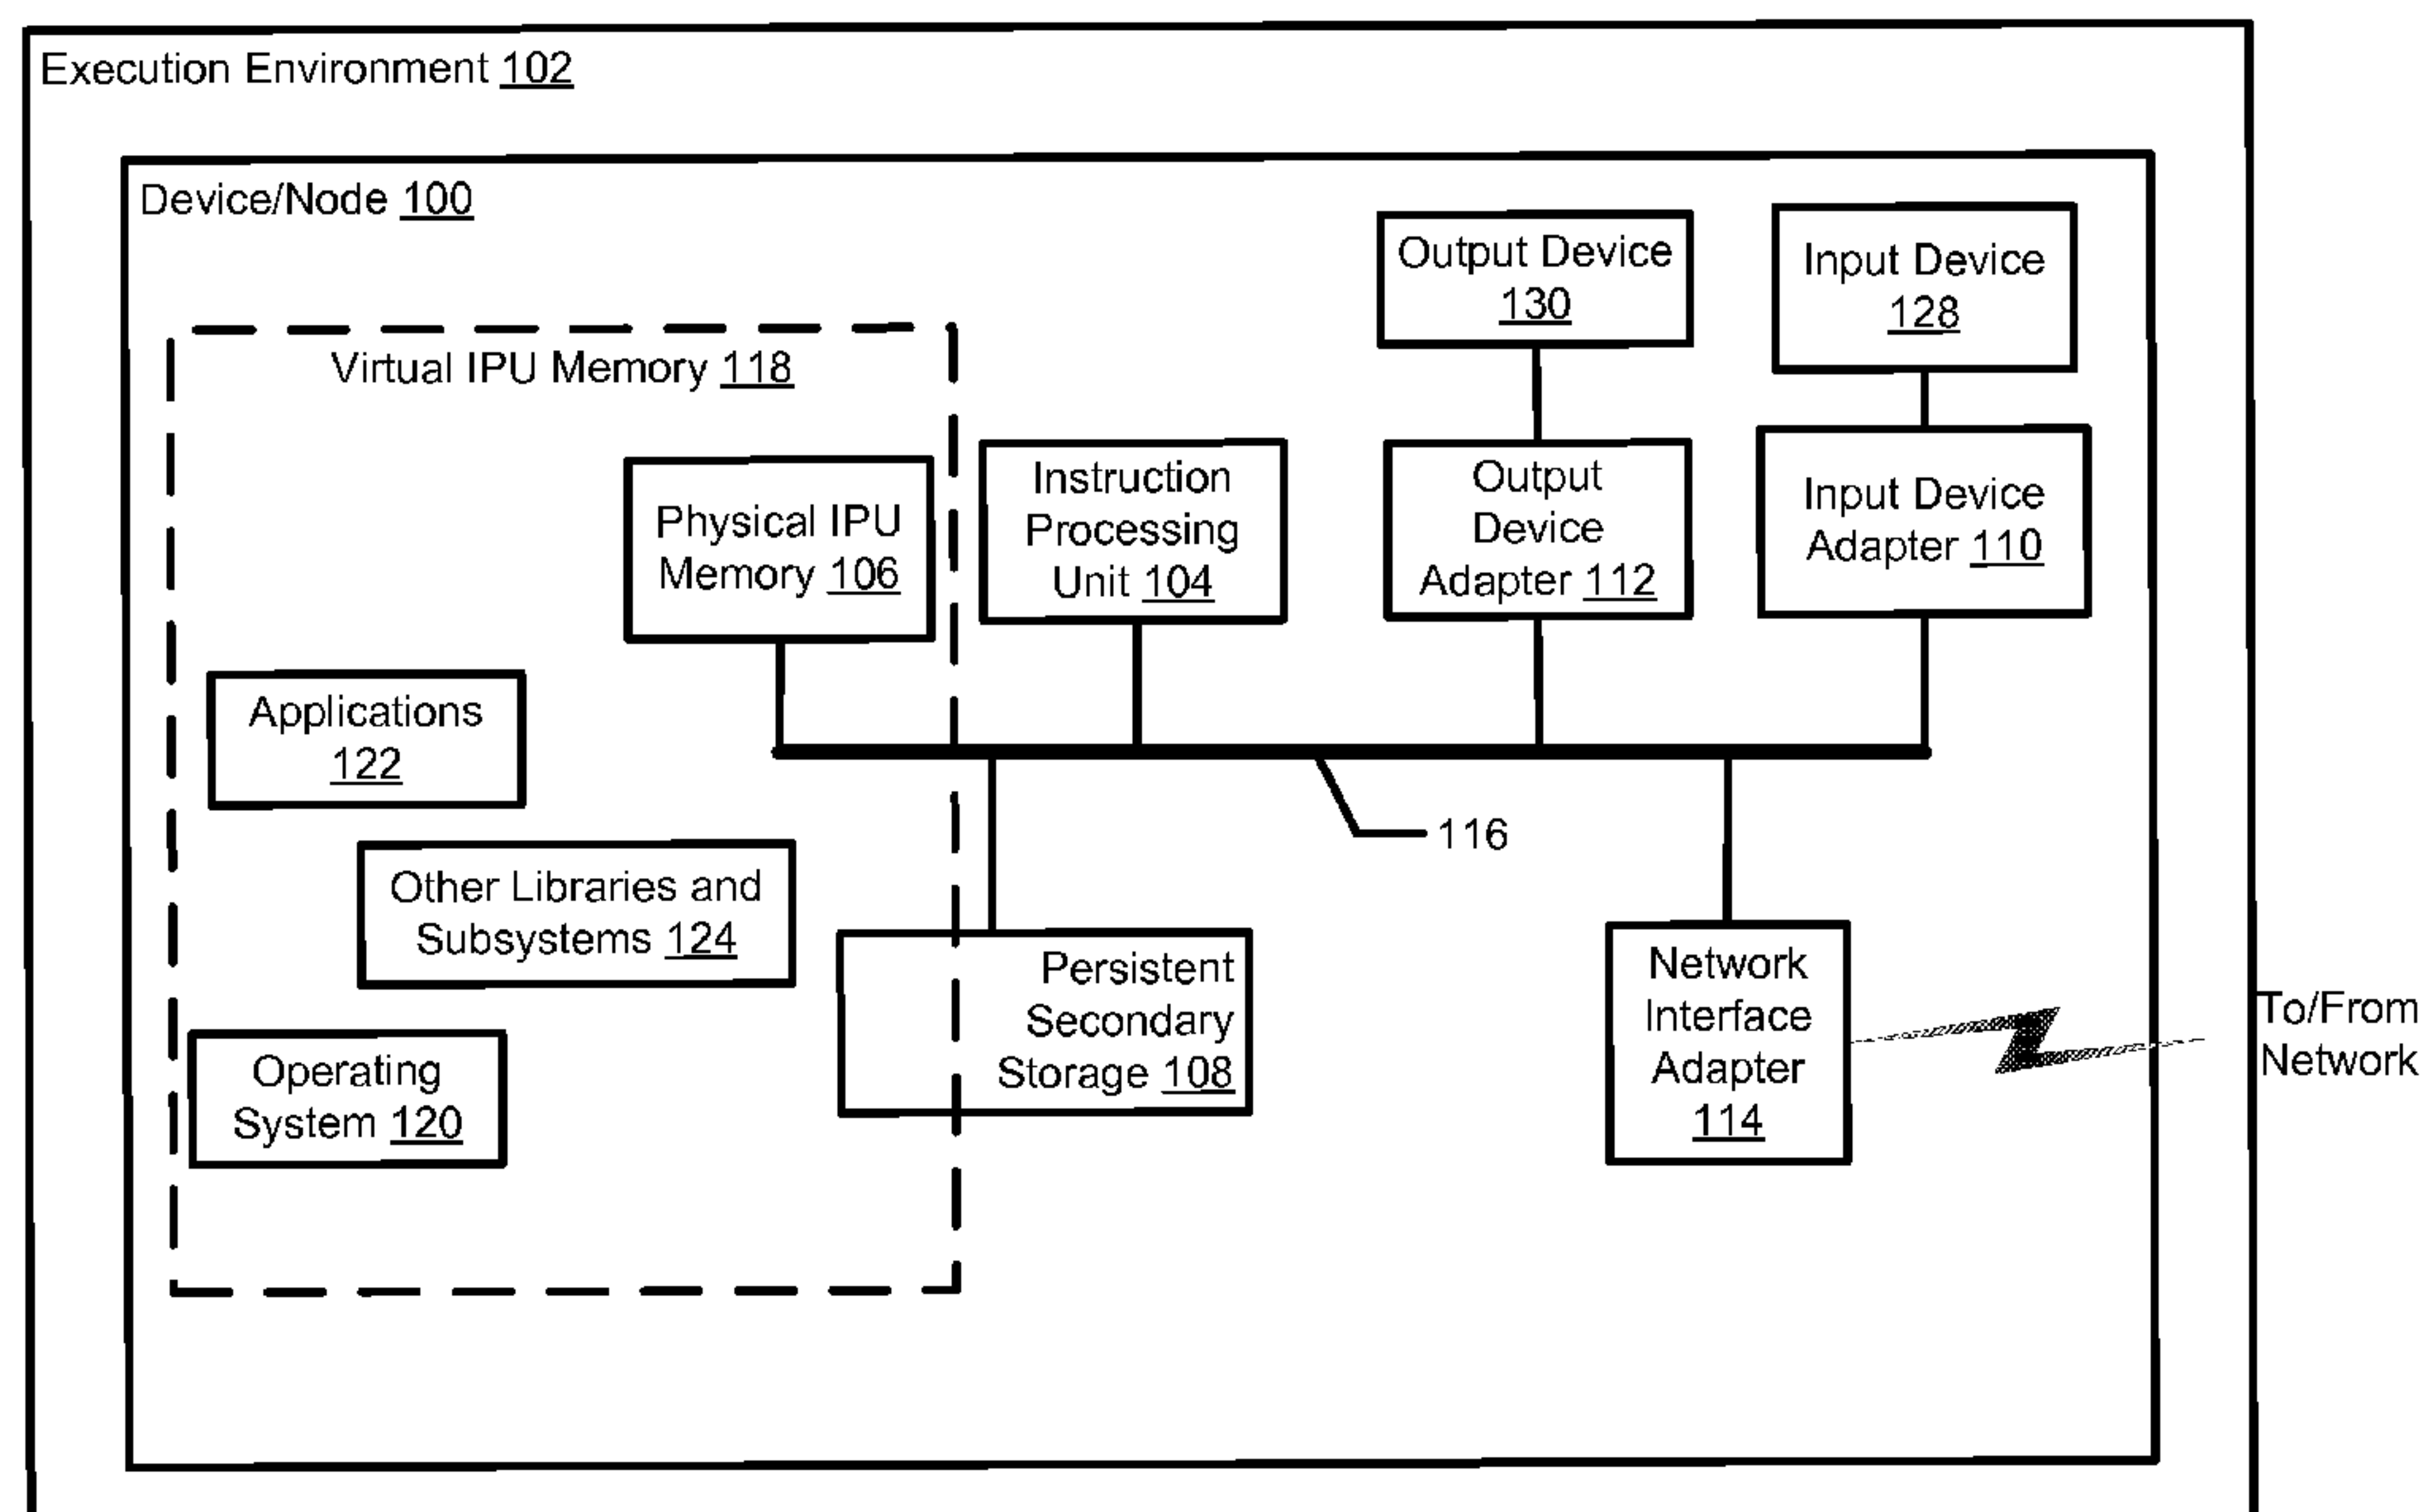 Execution Environment 102
Device/Node 100
Output Device
130
Input Device
128
Virtual IPU Memory 118
Physical IPU
Memory 106
Instruction
Processing
Unit 104
Output
Device
Adapter 112
Input Device
Adapter 110
Applications
122
116
Other Libraries and
Subsystems 124
Persistent
Secondary
Storage 108
Network
Interface
Adapter
114
To/From
Network
Operating
System 120